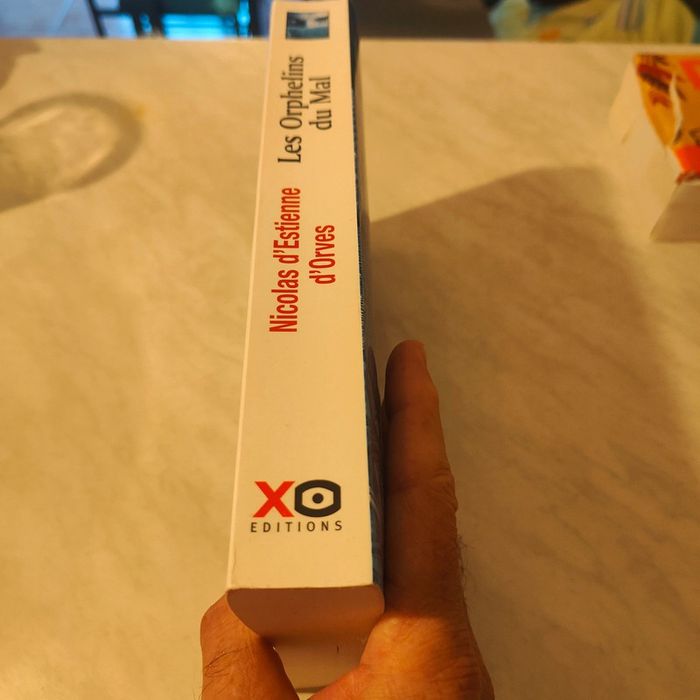 Les Orphelins
du Mal
Nicolas d'Estienne
d'Orves
XO
EDITIONS